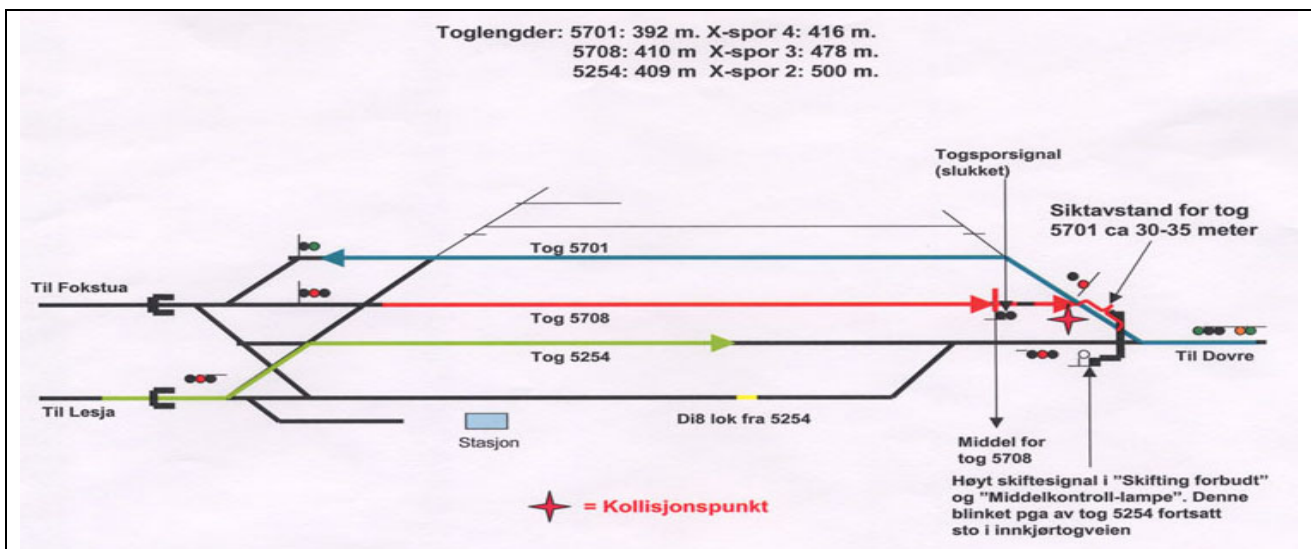 Toglengder: 5701: 392 m. X-spor 4: 416 m.
5708: 410 m X-spor 3: 478 m.
5254: 409 m X-spor 2: 500 m.
Togsporsignal
(slukket)
Siktavstand for tog
5701 ca 30-35 meter
Tog 5701
Til Fokstua
Tog 5708
Tog 5254
Til Dovre
Til Lesja
Stasjon
Di8 lok fra 5254
Middel for
tog 5708
Høyt skiftesignal i "Skifting forbudt"
og "Middelkontroll-lampe". Denne
blinket pga av tog 5254 fortsatt
sto i innkjørtogveien
= Kollisjonspunkt